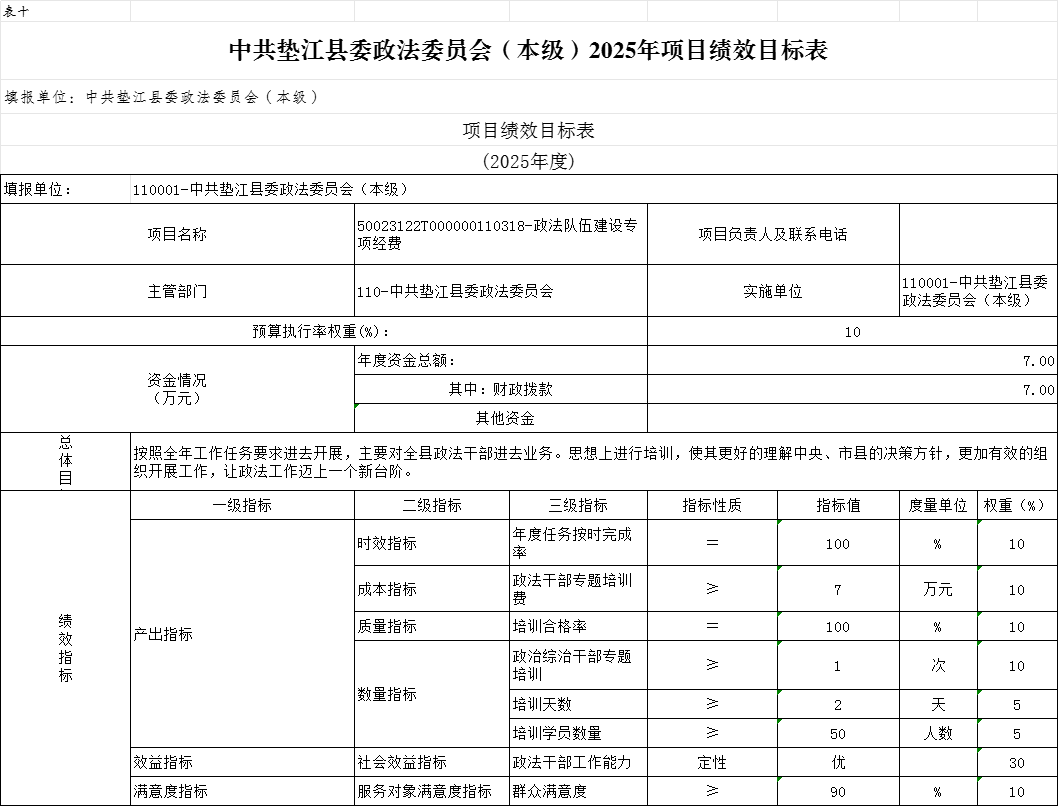 表十
中共垫江县委政法委员会（本级）2025年项目绩效目标表
填报单位：中共垫江县委政法委员会（本级）
项目绩效目标表
(2025年度)
填报单位： 110001-中共垫江县委政法委员会（本级）
项目名称 50023122T000000110318-政法队伍建设专
项经费 项目负责人及联系电话
主管部门 110-中共垫江县委政法委员会 实施单位 110001-中共垫江县委
政法委员会（本级）
预算执行率权重(%)： 10
资金情况
（万元）
年度资金总额： 7.00
其中：财政拨款 7.00
其他资金
总
体
目
按照全年工作任务要求进去开展，主要对全县政法干部进去业务。思想上进行培训，使其更好的理解中央、市县的决策方针，更加有效的组
织开展工作，让政法工作迈上一个新台阶。
绩
效
指
标
一级指标 二级指标 三级指标 指标性质 指标值 度量单位 权重（%）
产出指标
时效指标 年度任务按时完成
率 ＝ 100 % 10
成本指标 政法干部专题培训
费 ≥ 7 万元 10
质量指标 培训合格率 ＝ 100 % 10
数量指标
政治综治干部专题
培训 ≥ 1 次 10
培训天数 ≥ 2 天 5
培训学员数量 ≥ 50 人数 5
效益指标 社会效益指标 政法干部工作能力 定性 优 30
满意度指标 服务对象满意度指标 群众满意度 ≥ 90 % 10